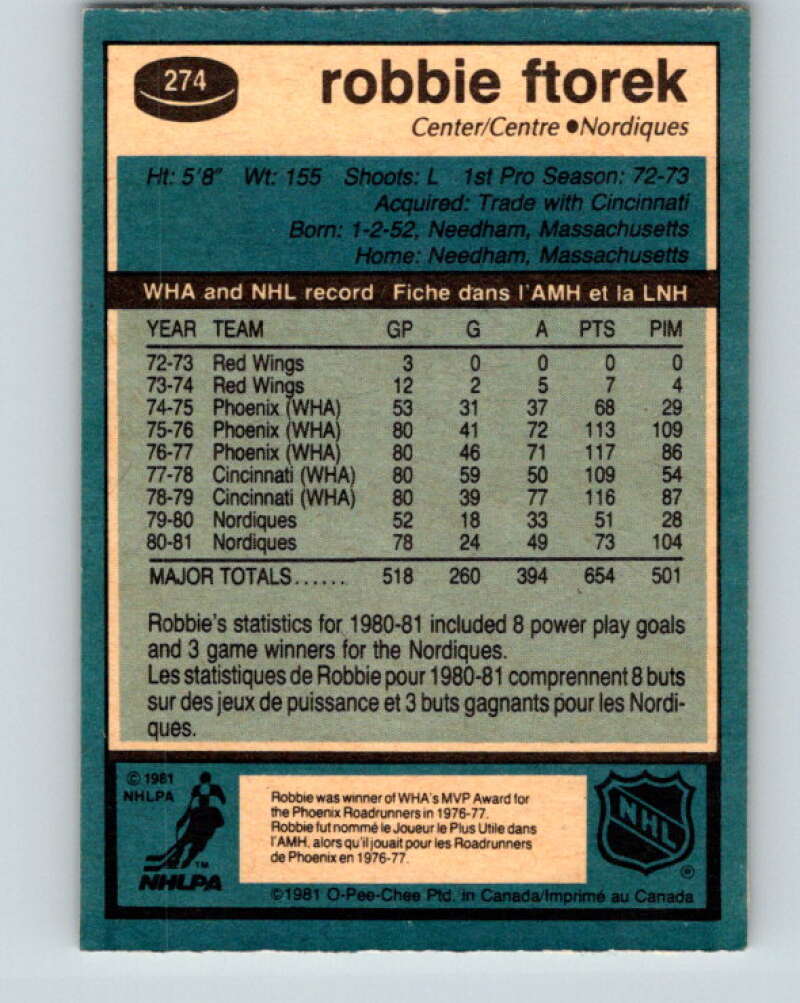 274
robbie ftorek
Center/Centre ●Nordiques
Ht: 5'8" Wt: 155 Shoots: L 1st Pro Season: 72-73
Acquired: Trade with Cincinnati
Born: 1-2-52, Needham, Massachusetts
Home: Needham, Massachusetts
WHA and NHL record / Fiche dans l'AMH et la LNH
YEAR TEAM GP G A PTS PIM
72-73 Red Wings 3 0 0 0 0
73-74 Red Wings 12 2 5 7 4
74-75 Phoenix (WHA) 53 31 37 68 29
75-76 Phoenix (WHA) 80 41 72 113 109
76-77 Phoenix (WHA) 80 46 71 117 86
77-78 Cincinnati (WHA) 80 59 50 109 54
78-79 Cincinnati (WHA) 80 39 77 116 87
79-80 Nordiques 52 18 33 51 28
80-81 Nordiques 78 24 49 73 104
MAJOR TOTALS...... 518 260 394 654 501
Robbie's statistics for 1980-81 included 8 power play goals
and 3 game winners for the Nordiques.
Les statistiques de Robbie pour 1980-81 comprennent 8 buts
sur des jeux de puissance et 3 buts gagnants pour les Nordi-
ques.
© 1981
NHLPA
TM
NHLPA
Robbie was winner of WHA's MVP Award for
the Phoenix Roadrunners in 1976-77.
Robbie fut nommé le Joueur le Plus Utile dans
l'AMH, alors qu'il jouait pour les Roadrunners
de Phoenix en 1976-77.
NHL
®
©1981 O-Pee-Chee Ptd. in Canada/Imprimé au Canada